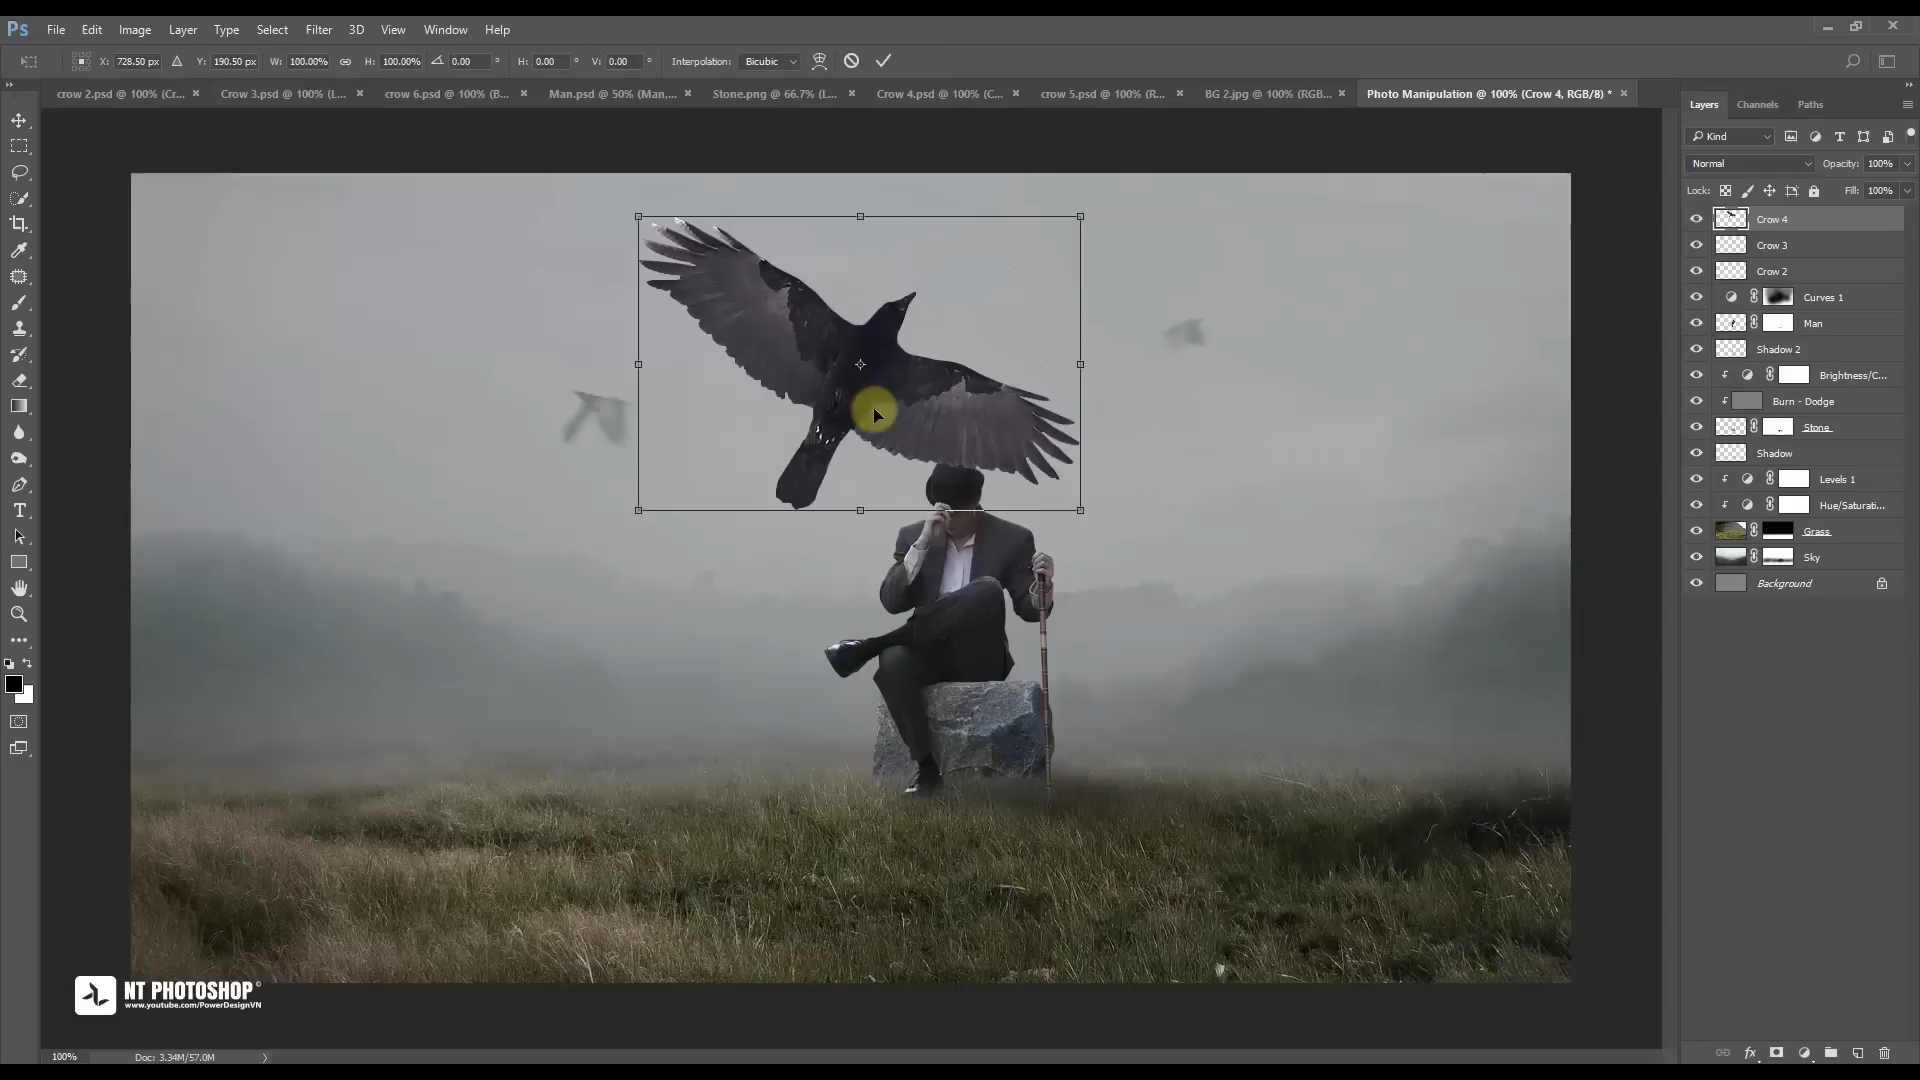 Ps File Edit Image Layer Type Select Filter 3D View Window Help
X: 728.50 px Y: 190.50 px W: 100.00% H: 100.00% 0.00 ° H: 0.00 ° V: 0.00 ° Interpolation: Bicubic
crow 2.psd @ 100% (Cr... × Crow 3.psd @ 100% (L... × crow 6.psd @ 100% (B... × Man.psd @ 50% (Man,... × Stone.png @ 66.7% (L... × Crow 4.psd @ 100% (C... × crow 5.psd @ 100% (R... × BG 2.jpg @ 100% (RGB... × Photo Manipulation @ 100% (Crow 4, RGB/8) * ×
Layers Channels Paths
Kind
Normal Opacity: 100%
Lock: Fill: 100%
Crow 4
Crow 3
Crow 2
Curves 1
Man
Shadow 2
Brightness/C...
Burn - Dodge
Stone
Shadow
Levels 1
Hue/Saturati...
Grass
Sky
Background
NT PHOTOSHOP ©
www.youtube.com/PowerDesignVN
100% Doc: 3.34M/57.0M
fx